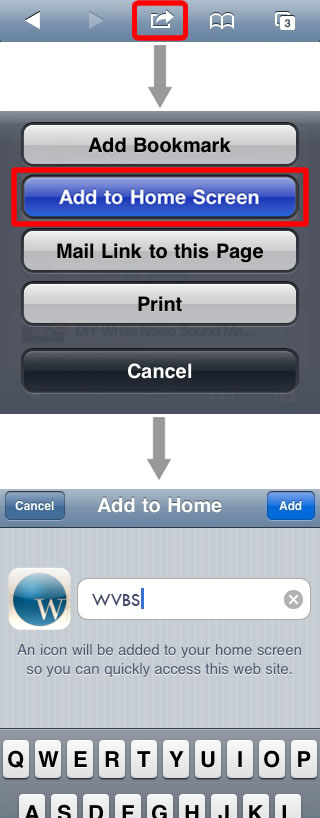 3
Add Bookmark
Add to Home Screen
Mail Link to this Page
Print
DIY White Noise Sound Ma...
Cancel
Cancel Add to Home Add
W
WVBS
An icon will be added to your home screen
so you can quickly access this web site.
Q W E R T Y U I O P
A S D F G H J K L